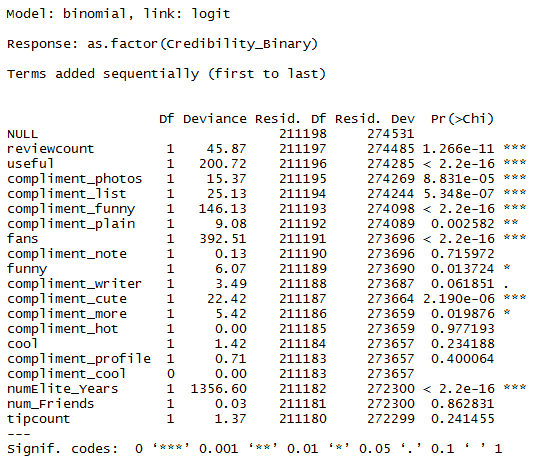 Model: binomial, link: logit
Response: as.factor(Credibility_Binary)
Terms added sequentially (first to last)
Df Deviance Resid. Df Resid. Dev Pr(>Chi)
NULL 211198 274531
reviewcount 1 45.87 211197 274485 1.266e-11 ***
useful 1 200.72 211196 274285 < 2.2e-16 ***
compliment_photos 1 15.37 211195 274269 8.831e-05 ***
compliment_list 1 25.13 211194 274244 5.348e-07 ***
compliment_funny 1 146.13 211193 274098 < 2.2e-16 ***
compliment_plain 1 9.08 211192 274089 0.002582 **
fans 1 392.51 211191 273696 < 2.2e-16 ***
compliment_note 1 0.13 211190 273696 0.715972
funny 1 6.07 211189 273690 0.013724 *
compliment_writer 1 3.49 211188 273687 0.061851 .
compliment_cute 1 22.42 211187 273664 2.190e-06 ***
compliment_more 1 5.42 211186 273659 0.019876 *
compliment_hot 1 0.00 211185 273659 0.977193
cool 1 1.42 211184 273657 0.234188
compliment_profile 1 0.71 211183 273657 0.400064
compliment_cool 0 0.00 211183 273657
numElite_Years 1 1356.60 211182 272300 < 2.2e-16 ***
num_Friends 1 0.03 211181 272300 0.862831
tipcount 1 1.37 211180 272299 0.241455
---
Signif. codes: 0 ‘***’ 0.001 ‘**’ 0.01 ‘*’ 0.05 ‘.’ 0.1 ‘ ’ 1